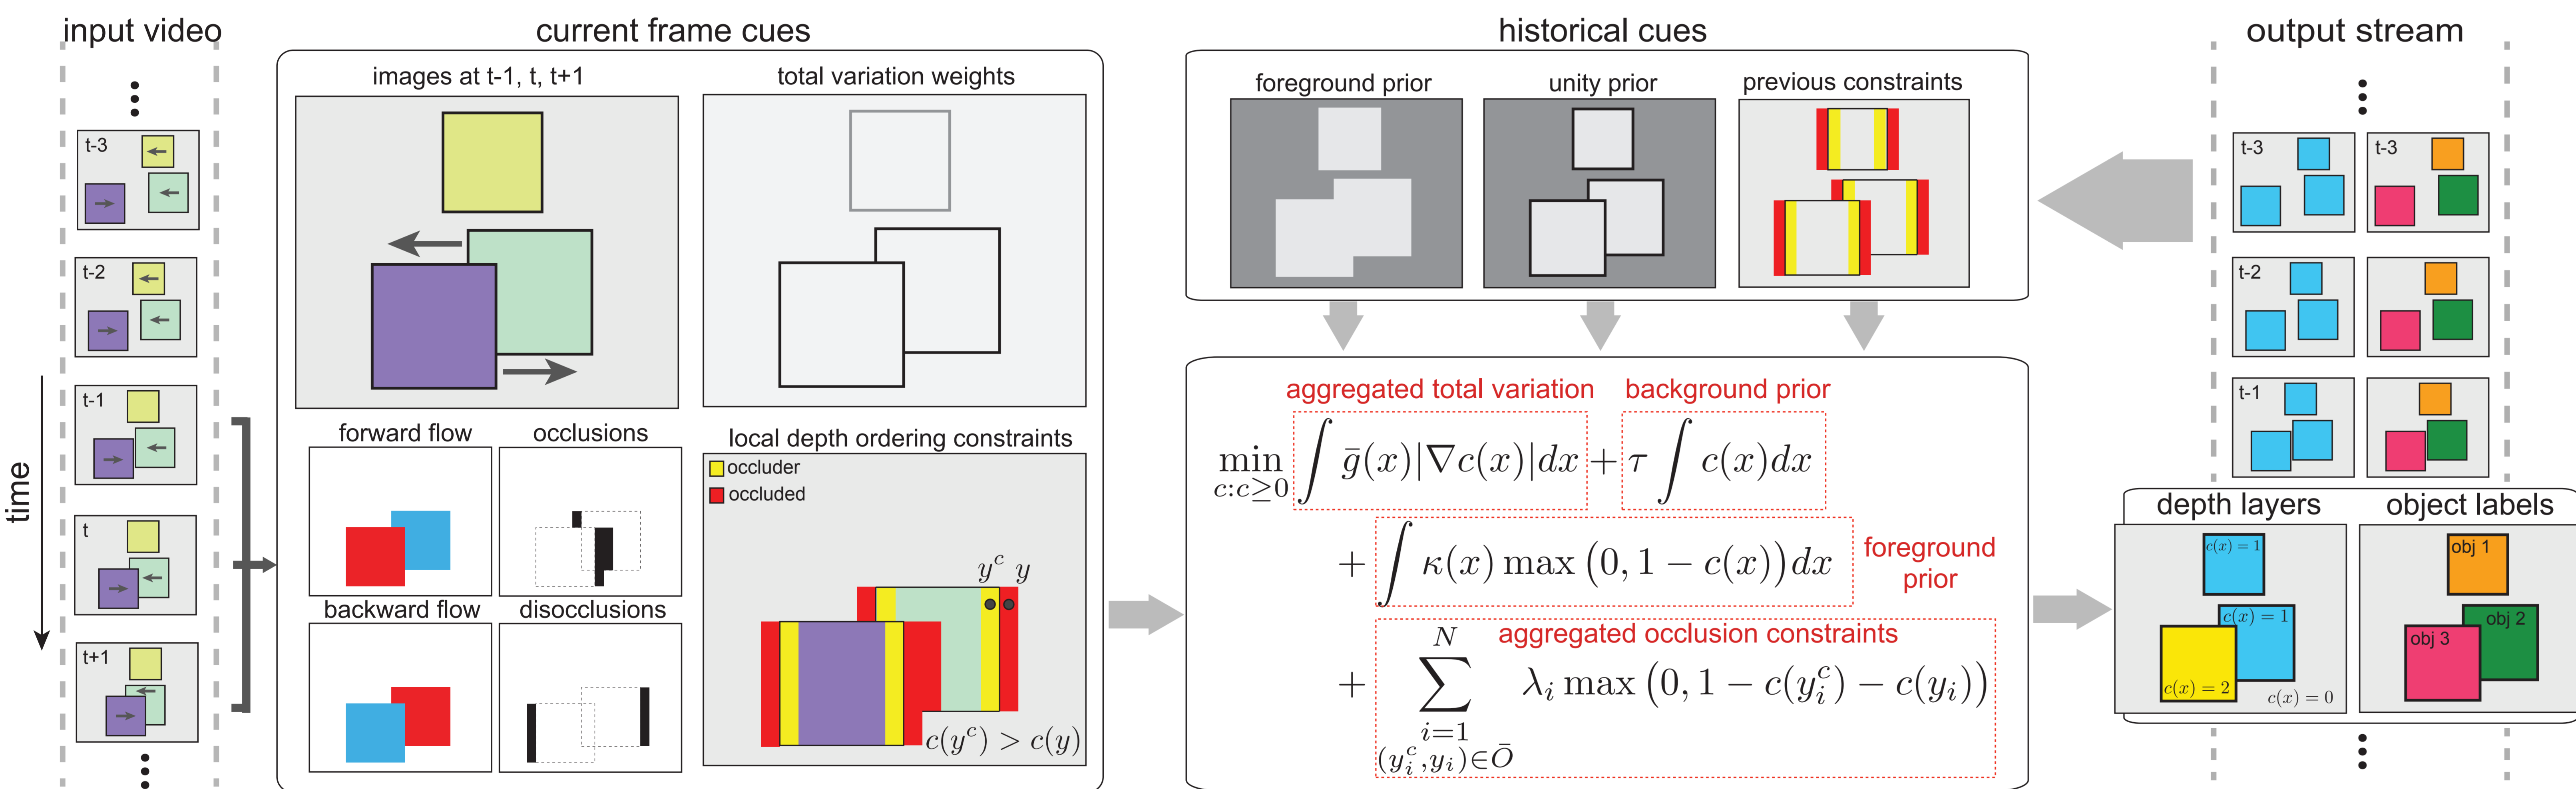 input video
t-3
t-2
t-1
t
t+1
time
current frame cues
images at t-1, t, t+1
total variation weights
forward flow
occlusions
backward flow
disocclusions
local depth ordering constraints
occluder
occluded
y^c y
c(y^c) > c(y)
historical cues
foreground prior
unity prior
previous constraints
aggregated total variation
background prior
min_{c:c≥0} ∫ ḡ(x)|∇c(x)|dx + τ ∫ c(x)dx
+ ∫ κ(x) max (0, 1 − c(x))dx
foreground
prior
aggregated occlusion constraints
+ ∑_{i=1}^{N} λ_i max (0, 1 − c(y_i^c) − c(y_i))
(y_i^c, y_i)∈Ō
output stream
t-3
t-3
t-2
t-1
depth layers
c(x) = 1
c(x) = 1
c(x) = 2
c(x) = 0
object labels
obj 1
obj 2
obj 3